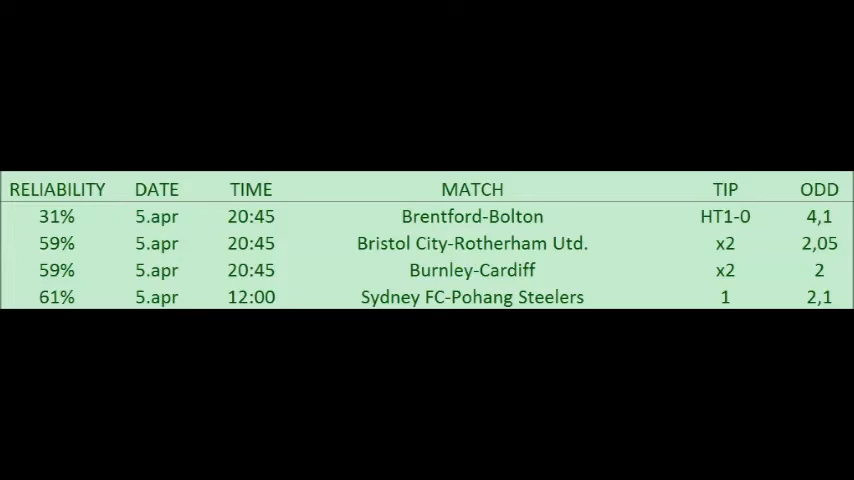 RELIABILITY DATE TIME MATCH TIP ODD
31% 5.apr 20:45 Brentford-Bolton HT1-0 4,1
59% 5.apr 20:45 Bristol City-Rotherham Utd. x2 2,05
59% 5.apr 20:45 Burnley-Cardiff x2 2
61% 5.apr 12:00 Sydney FC-Pohang Steelers 1 2,1